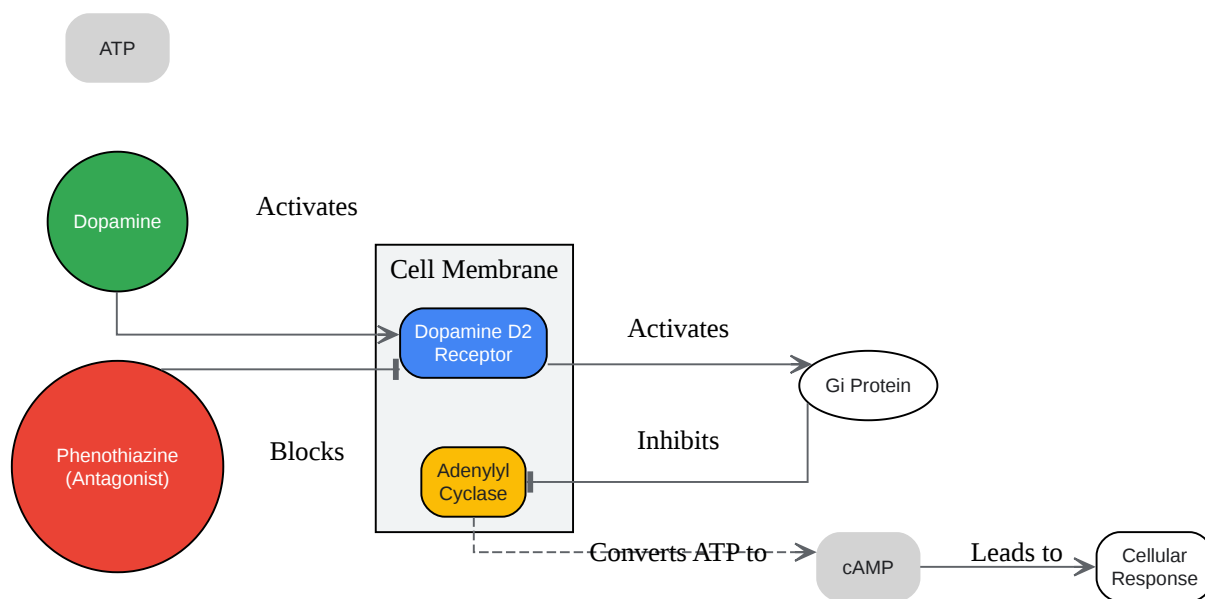 ATP
Dopamine
Activates
Cell Membrane
Dopamine D2
Receptor
Activates
Gi Protein
Phenothiazine
(Antagonist)
Blocks
Inhibits
Adenylyl
Cyclase
Converts ATP to
cAMP
Leads to
Cellular
Response